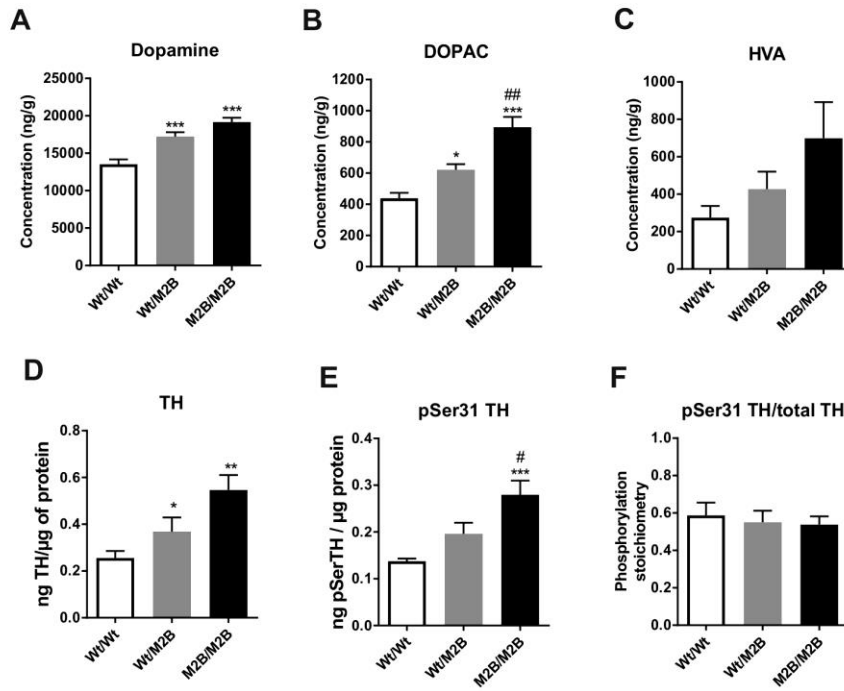 A
Dopamine
Concentration (ng/g)
25000
20000
15000
10000
5000
0
***
***
Wt/Wt
Wt/M2B
M2B/M2B
B
DOPAC
Concentration (ng/g)
1200
1000
800
600
400
200
0
*
##
***
Wt/Wt
Wt/M2B
M2B/M2B
C
HVA
Concentration (ng/g)
1000
800
600
400
200
0
Wt/Wt
Wt/M2B
M2B/M2B
D
TH
ng TH/µg of protein
0.8
0.6
0.4
0.2
0.0
*
**
Wt/Wt
Wt/M2B
M2B/M2B
E
pSer31 TH
ng pSerTH / µg protein
0.4
0.3
0.2
0.1
0.0
#
***
Wt/Wt
Wt/M2B
M2B/M2B
F
pSer31 TH/total TH
Phosphorylation
stoichiometry
1.0
0.8
0.6
0.4
0.2
0.0
Wt/Wt
Wt/M2B
M2B/M2B